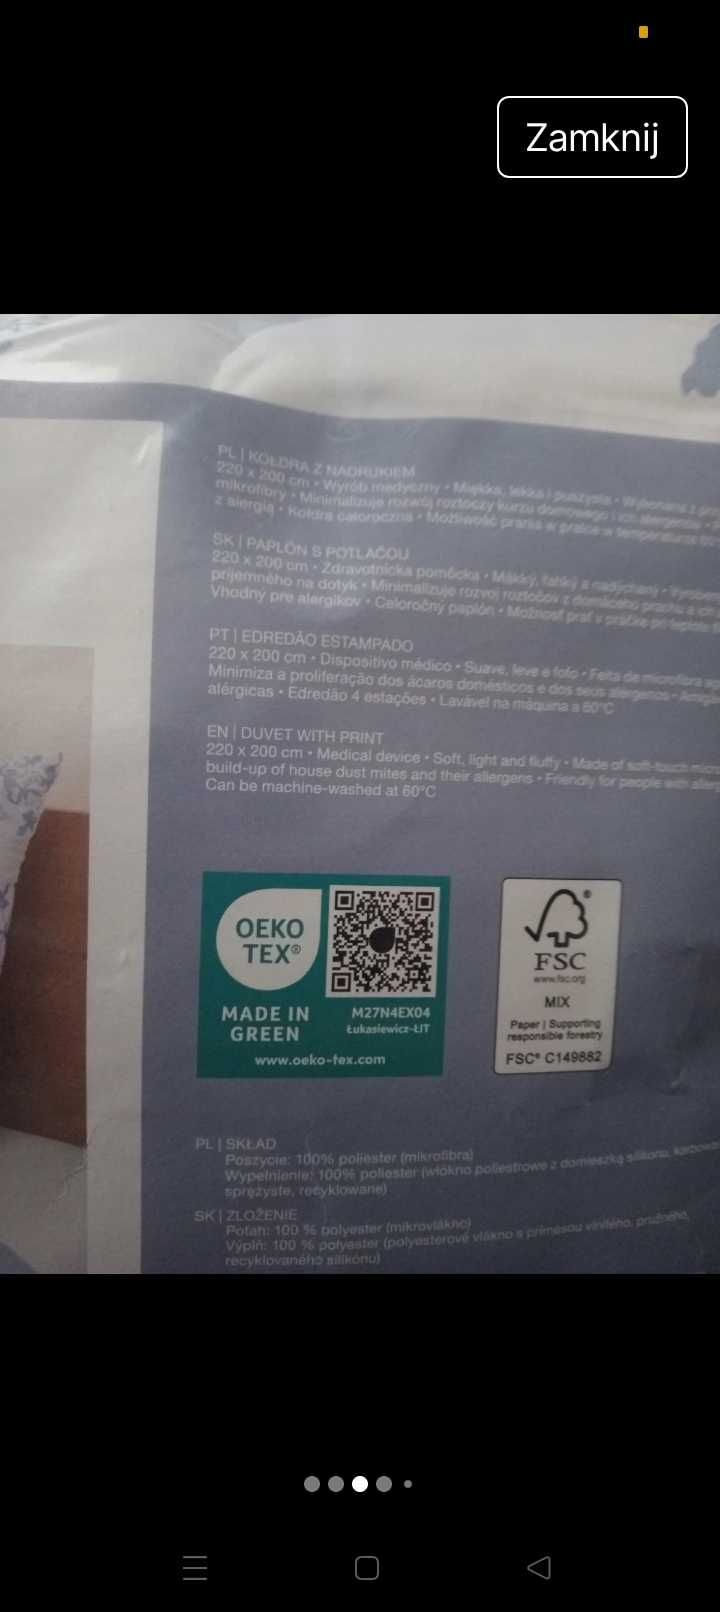 Zamknij
PL | KOŁDRA Z NADRUKIEM
220 x 200 cm • Wyrób medyczny • Miękka, lekka i puszysta • Wykonana z
mikrofibry • Minimalizuje rozwój roztoczy kurzu domowego i ich alergenów •
z alergią • Kołdra całoroczna • Możliwość prania w pralce w temperaturze
SK | PAPLÓN S POTLAČOU
220 x 200 cm • Zdravotnícka pomôcka • Mäkký, ľahký a nadýchaný •
príjemného na dotyk • Minimalizuje rozvoj roztočov z domáceho prachu a ich
Vhodný pre alergikov • Celoročný paplón • Možnosť prať v práčke pri teplote
PT | EDREDÃO ESTAMPADO
220 x 200 cm • Dispositivo médico • Suave, leve e fofo • Feita de microfibra
Minimiza a proliferação dos ácaros domésticos e dos seus alérgenos •
alérgicas • Edredão 4 estações • Lavável na máquina a 60°C
EN | DUVET WITH PRINT
220 x 200 cm • Medical device • Soft, light and fluffy • Made of soft-touch
build-up of house dust mites and their allergens • Friendly for people with
Can be machine-washed at 60°C
OEKO
TEX®
MADE IN
GREEN
M27N4EX04
Łukasiewicz-ŁIT
www.oeko-tex.com
®
FSC
www.fsc.org
MIX
Paper | Supporting
responsible forestry
FSC® C149882
PL | SKŁAD
Poszycie: 100% poliester (mikrofibra)
Wypełnienie: 100% poliester (włókno poliestrowe z domieszką silikonu,
sprężyste, recyklowane)
SK | ZLOŽENIE
Poťah: 100 % polyester (mikrovlákno)
Výplň: 100 % polyester (polyesterové vlákno s prímesou vinitého, pružného,
recyklovaného silikónu)